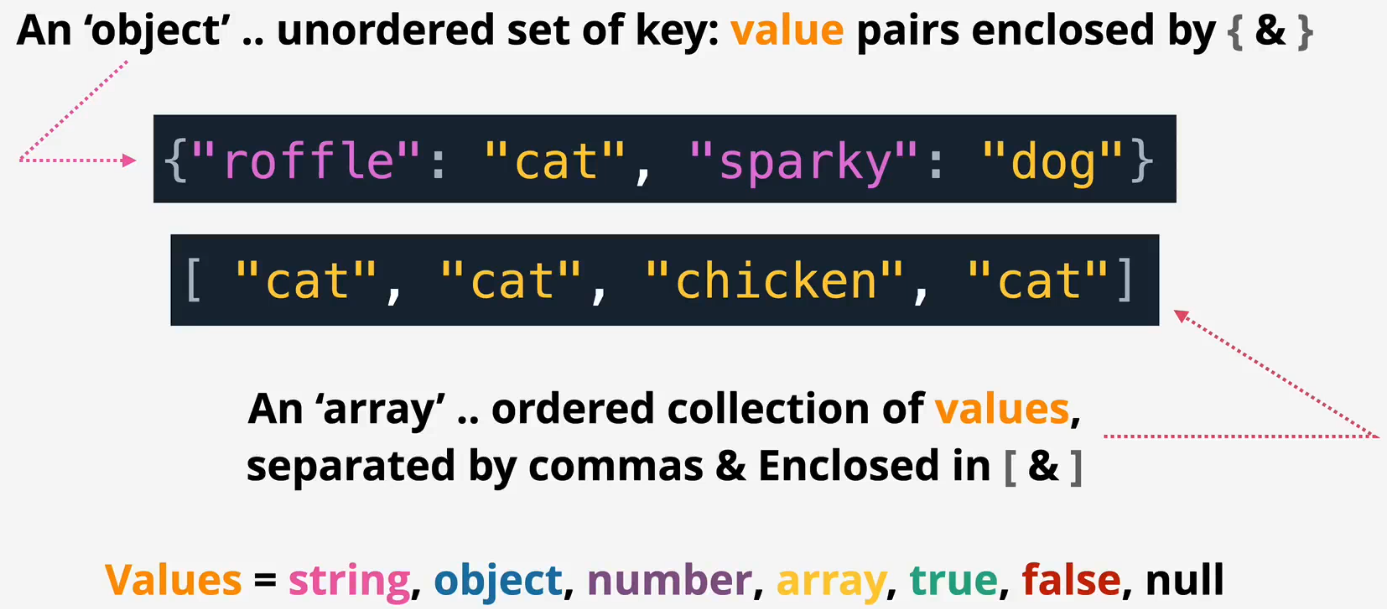 An ‘object’ .. unordered set of key: value pairs enclosed by { & }
{"roffle": "cat", "sparky": "dog"}
[ "cat", "cat", "chicken", "cat"]
An ‘array’ .. ordered collection of values,
separated by commas & Enclosed in [ & ]
Values = string, object, number, array, true, false, null